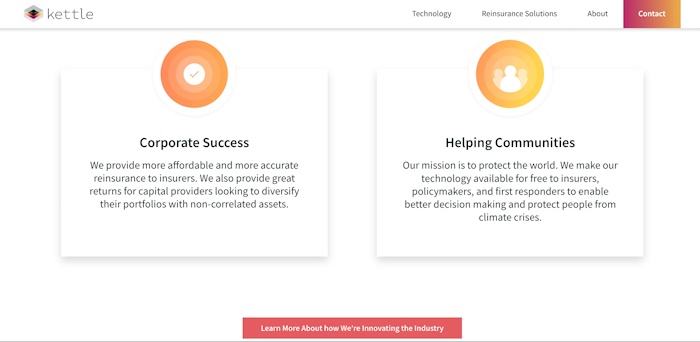 kettle
Technology
Reinsurance Solutions
About
Contact
Corporate Success
We provide more affordable and more accurate
reinsurance to insurers. We also provide great
returns for capital providers looking to diversify
their portfolios with non-correlated assets.
Helping Communities
Our mission is to protect the world. We make our
technology available for free to insurers,
policymakers, and first responders to enable
better decision making and protect people from
climate crises.
Learn More About how We're Innovating the Industry